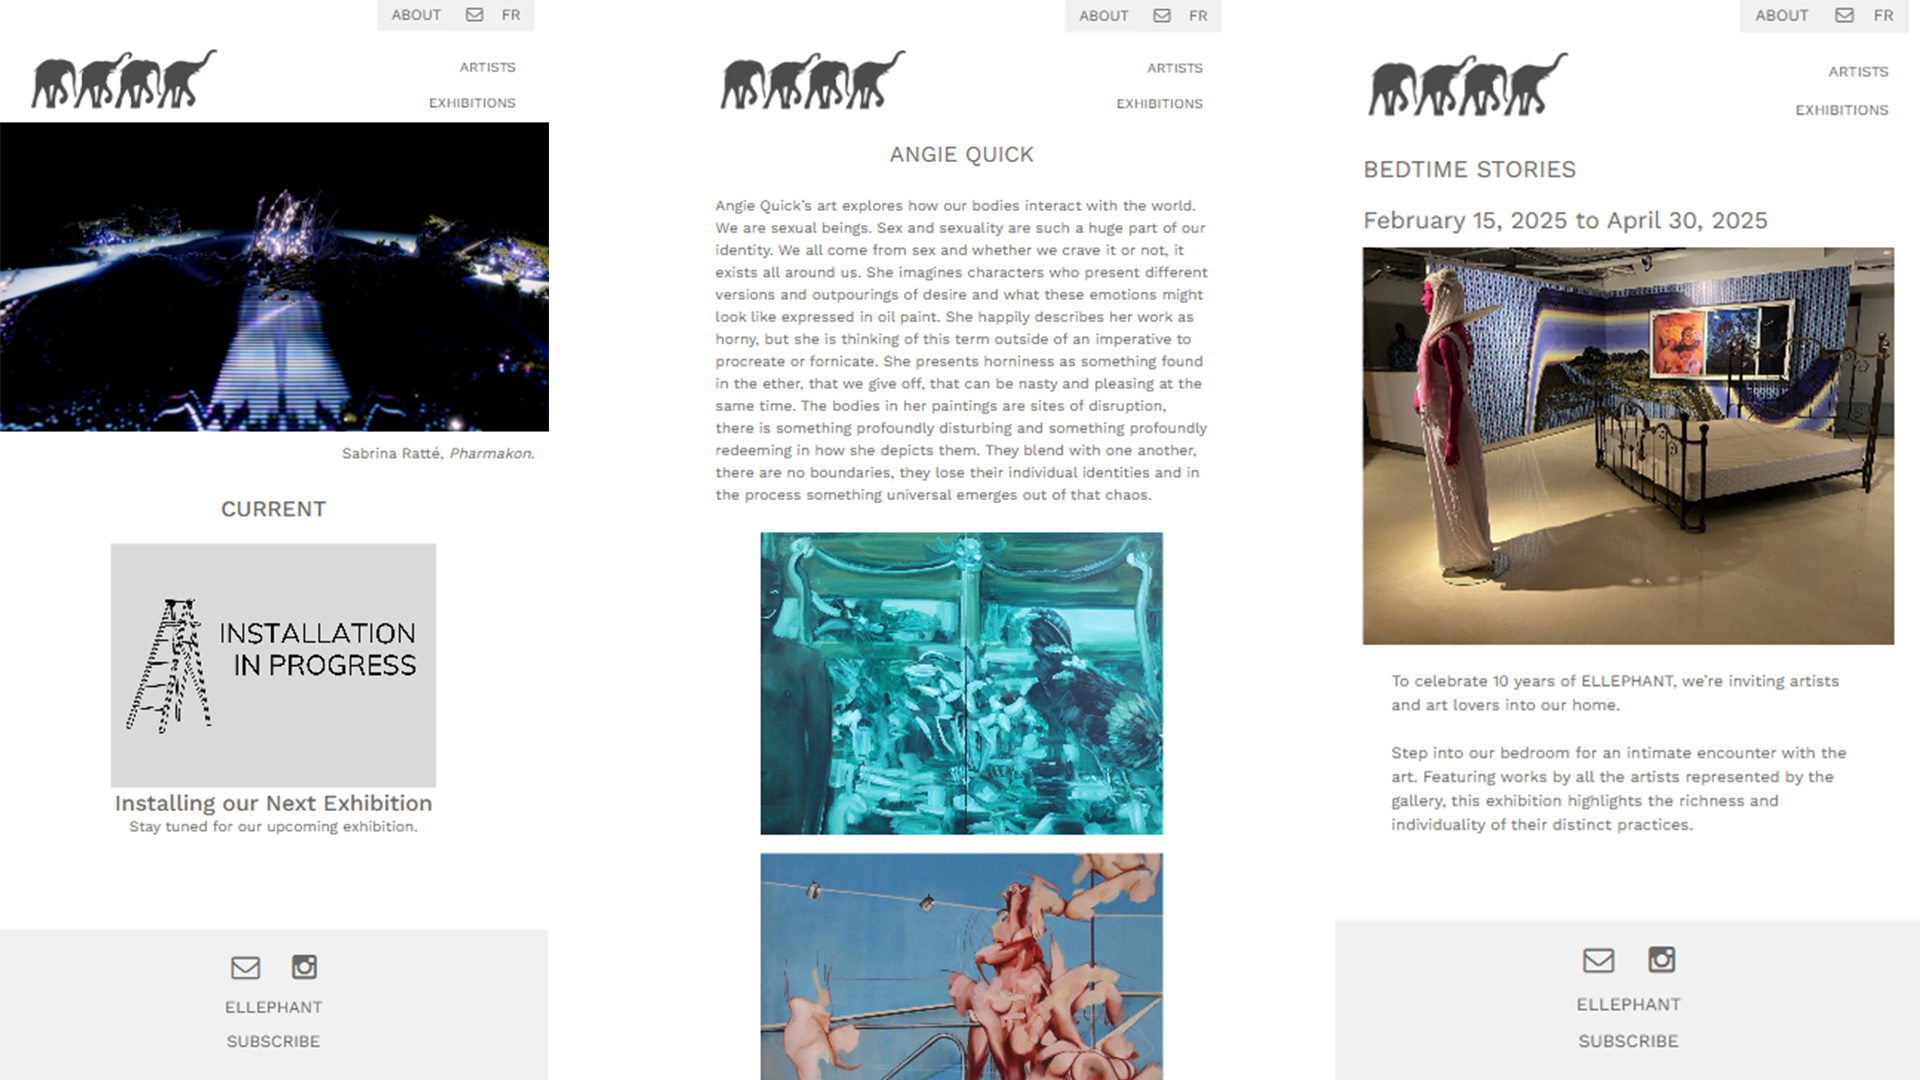 ABOUT FR
ARTISTS
EXHIBITIONS
Sabrina Ratté, Pharmakon.
CURRENT
INSTALLATION
IN PROGRESS
Installing our Next Exhibition
Stay tuned for our upcoming exhibition.
ELLEPHANT
SUBSCRIBE
ABOUT FR
ARTISTS
EXHIBITIONS
ANGIE QUICK
Angie Quick’s art explores how our bodies interact with the world.
We are sexual beings. Sex and sexuality are such a huge part of our
identity. We all come from sex and whether we crave it or not, it
exists all around us. She imagines characters who present different
versions and outpourings of desire and what these emotions might
look like expressed in oil paint. She happily describes her work as
horny, but she is thinking of this term outside of an imperative to
procreate or fornicate. She presents horniness as something found
in the ether, that we give off, that can be nasty and pleasing at the
same time. The bodies in her paintings are sites of disruption,
there is something profoundly disturbing and something profoundly
redeeming in how she depicts them. They blend with one another,
there are no boundaries, they lose their individual identities and in
the process something universal emerges out of that chaos.
ABOUT FR
ARTISTS
EXHIBITIONS
BEDTIME STORIES
February 15, 2025 to April 30, 2025
To celebrate 10 years of ELLEPHANT, we’re inviting artists
and art lovers into our home.
Step into our bedroom for an intimate encounter with the
art. Featuring works by all the artists represented by the
gallery, this exhibition highlights the richness and
individuality of their distinct practices.
ELLEPHANT
SUBSCRIBE